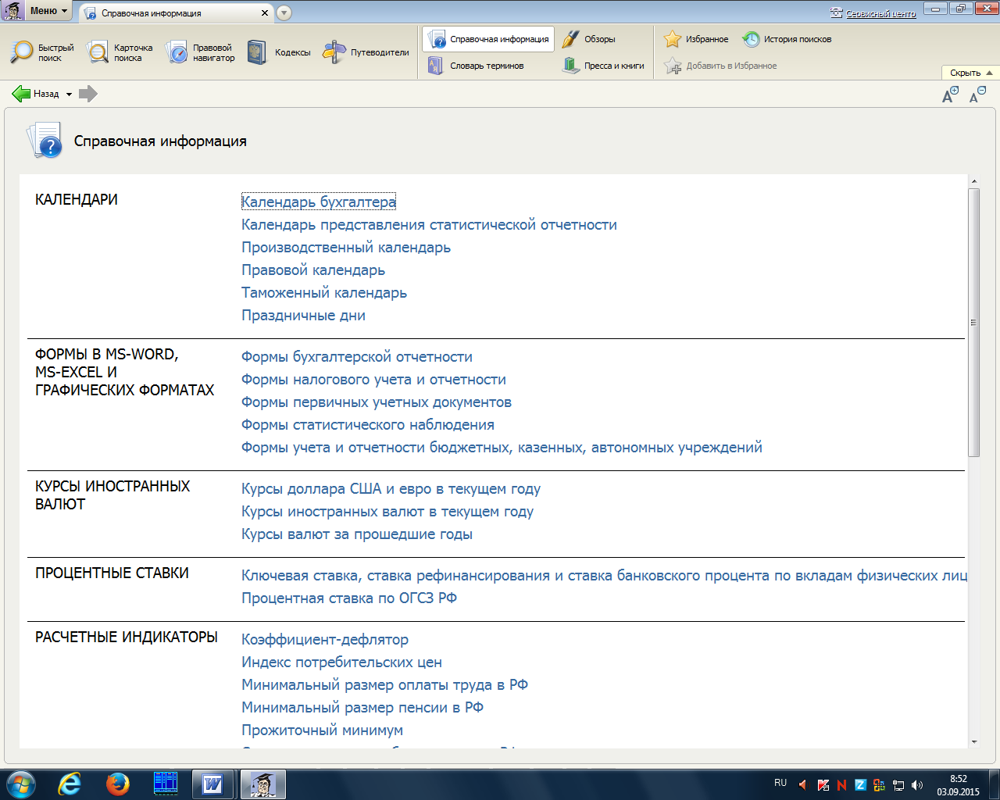 Меню
Справочная информация
Сервисный центр
Быстрый поиск
Карточка поиска
Правовой навигатор
Кодексы
Путеводители
Справочная информация
Словарь терминов
Обзоры
Пресса и книги
Избранное
История поисков
Добавить в Избранное
Скрыть
Назад
Справочная информация
КАЛЕНДАРИ
Календарь бухгалтера
Календарь представления статистической отчетности
Производственный календарь
Правовой календарь
Таможенный календарь
Праздничные дни
ФОРМЫ В MS-WORD,
MS-EXCEL И
ГРАФИЧЕСКИХ ФОРМАТАХ
Формы бухгалтерской отчетности
Формы налогового учета и отчетности
Формы первичных учетных документов
Формы статистического наблюдения
Формы учета и отчетности бюджетных, казенных, автономных учреждений
КУРСЫ ИНОСТРАННЫХ
ВАЛЮТ
Курсы доллара США и евро в текущем году
Курсы иностранных валют в текущем году
Курсы валют за прошедшие годы
ПРОЦЕНТНЫЕ СТАВКИ
Ключевая ставка, ставка рефинансирования и ставка банковского процента по вкладам физических лиц
Процентная ставка по ОГСЗ РФ
РАСЧЕТНЫЕ ИНДИКАТОРЫ
Коэффициент-дефлятор
Индекс потребительских цен
Минимальный размер оплаты труда в РФ
Минимальный размер пенсии в РФ
Прожиточный минимум
RU
8:52
03.09.2015